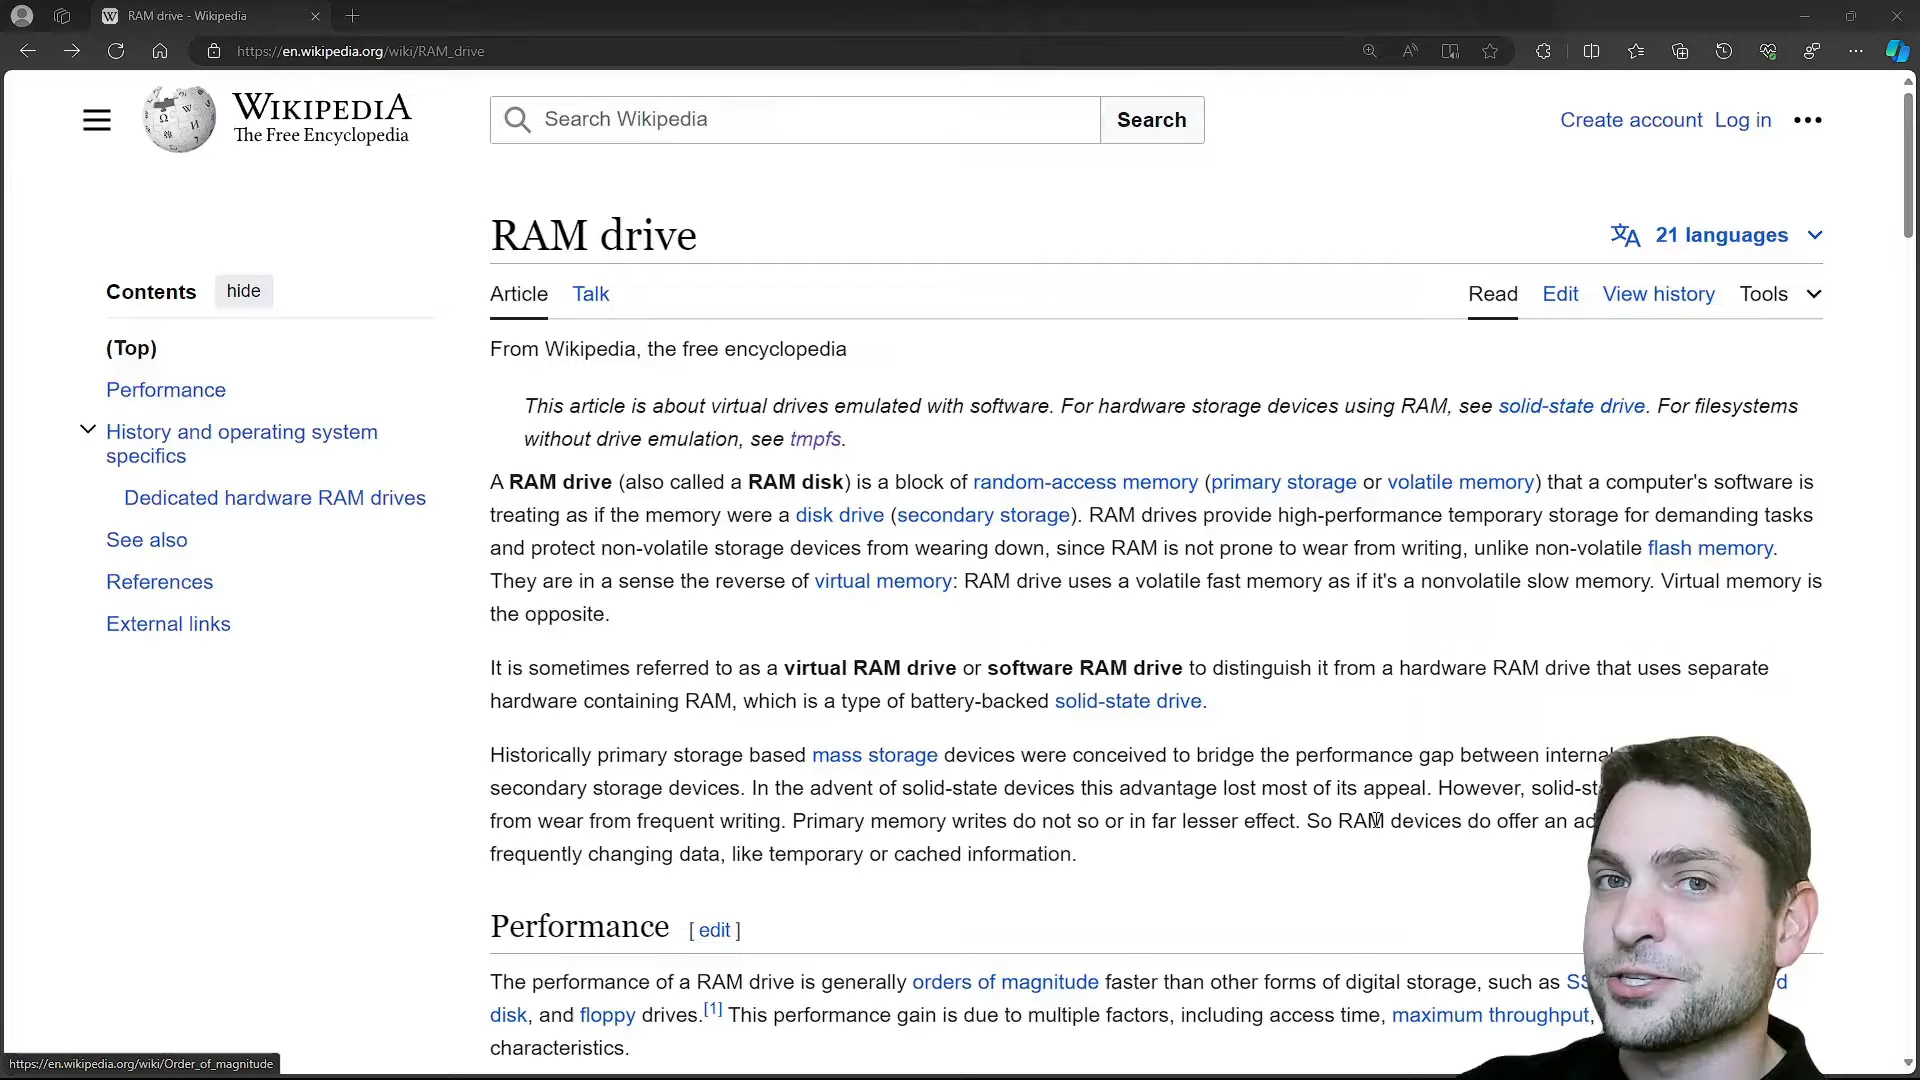 RAM drive - Wikipedia
https://en.wikipedia.org/wiki/RAM_drive
WIKIPEDIA
The Free Encyclopedia
Search Wikipedia
Search
Create account Log in
RAM drive
21 languages
Contents hide
Article Talk
Read Edit View history Tools
(Top)
Performance
History and operating system
specifics
Dedicated hardware RAM drives
See also
References
External links
From Wikipedia, the free encyclopedia
This article is about virtual drives emulated with software. For hardware storage devices using RAM, see solid-state drive. For filesystems
without drive emulation, see tmpfs.
A RAM drive (also called a RAM disk) is a block of random-access memory (primary storage or volatile memory) that a computer's software is
treating as if the memory were a disk drive (secondary storage). RAM drives provide high-performance temporary storage for demanding tasks
and protect non-volatile storage devices from wearing down, since RAM is not prone to wear from writing, unlike non-volatile flash memory.
They are in a sense the reverse of virtual memory: RAM drive uses a volatile fast memory as if it's a nonvolatile slow memory. Virtual memory is
the opposite.
It is sometimes referred to as a virtual RAM drive or software RAM drive to distinguish it from a hardware RAM drive that uses separate
hardware containing RAM, which is a type of battery-backed solid-state drive.
Historically primary storage based mass storage devices were conceived to bridge the performance gap between interna
secondary storage devices. In the advent of solid-state devices this advantage lost most of its appeal. However, solid-st
from wear from frequent writing. Primary memory writes do not so or in far lesser effect. So RAM devices do offer an ad
frequently changing data, like temporary or cached information.
Performance [ edit ]
The performance of a RAM drive is generally orders of magnitude faster than other forms of digital storage, such as SS d
disk, and floppy drives.[1] This performance gain is due to multiple factors, including access time, maximum throughput,
characteristics.
https://en.wikipedia.org/wiki/Order_of_magnitude